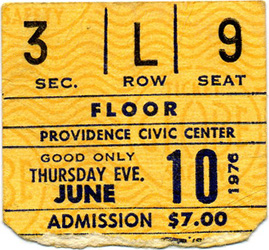 3 L 9
SEC. ROW SEAT
FLOOR
PROVIDENCE CIVIC CENTER
GOOD ONLY
THURSDAY EVE.
JUNE 10 1976
ADMISSION $7.00